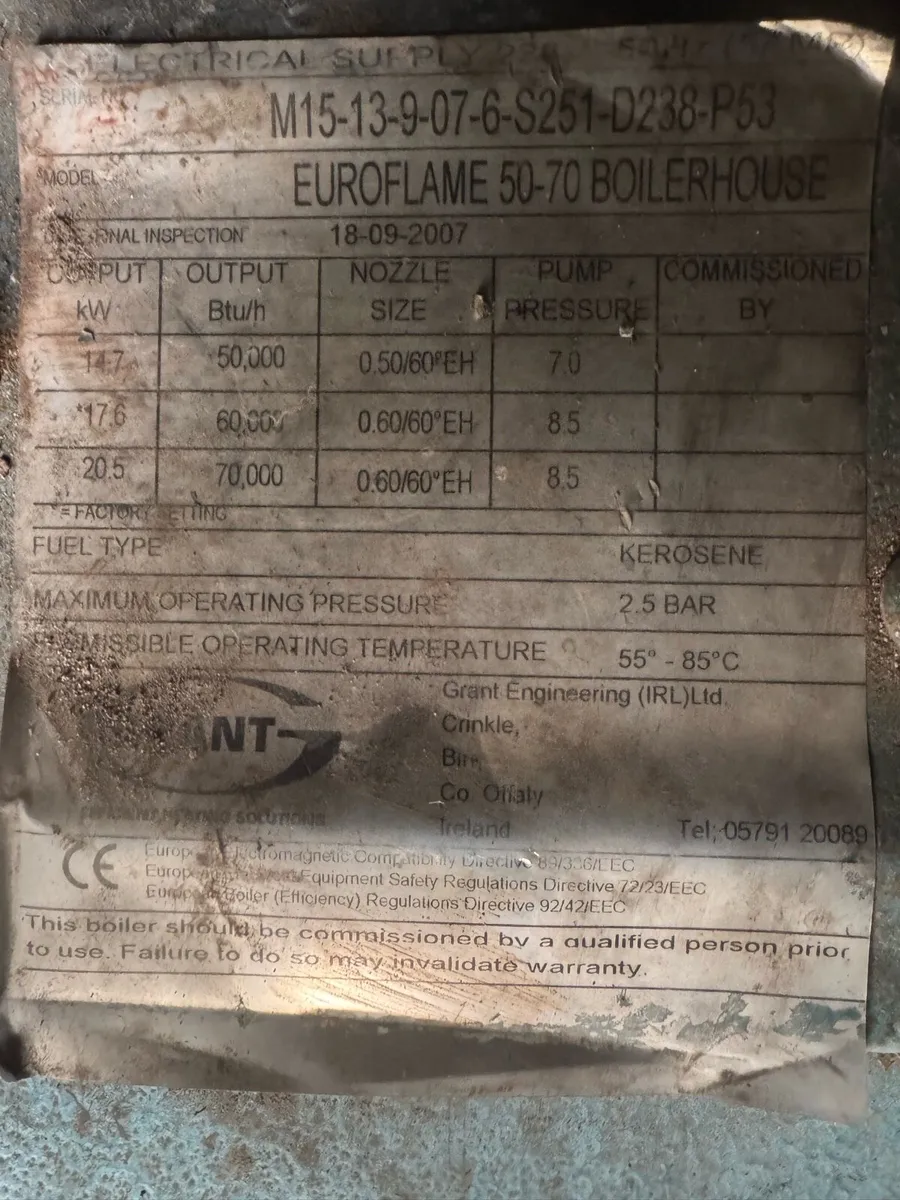 ELECTRICAL SUPPLY
SERIAL
M15-13-9-07-6-S251-D238-P53
MODEL
EUROFLAME 50-70 BOILERHOUSE
INSPECTION 18-09-2007
OUTPUT OUTPUT NOZZLE PUMP COMMISSIONED
kW Btu/h SIZE PRESSURE BY
14.7 50,000 0.50/60°EH 7.0
*17.6 60,000 0.60/60°EH 8.5
20.5 70,000 0.60/60°EH 8.5
*= FACTORY SETTING
FUEL TYPE KEROSENE
MAXIMUM OPERATING PRESSURE 2.5 BAR
PERMISSIBLE OPERATING TEMPERATURE 55° - 85°C
GRANT
EFFICIENT HEATING SOLUTIONS
Grant Engineering (IRL)Ltd.
Crinkle,
Birr,
Co Offaly
Ireland Tel; 05791 20089
CE
European Electromagnetic Compatibility Directive 89/336/EEC
European Equipment Safety Regulations Directive 72/23/EEC
European Boiler (Efficiency) Regulations Directive 92/42/EEC
This boiler should be commissioned by a qualified person prior
to use. Failure to do so may invalidate warranty.